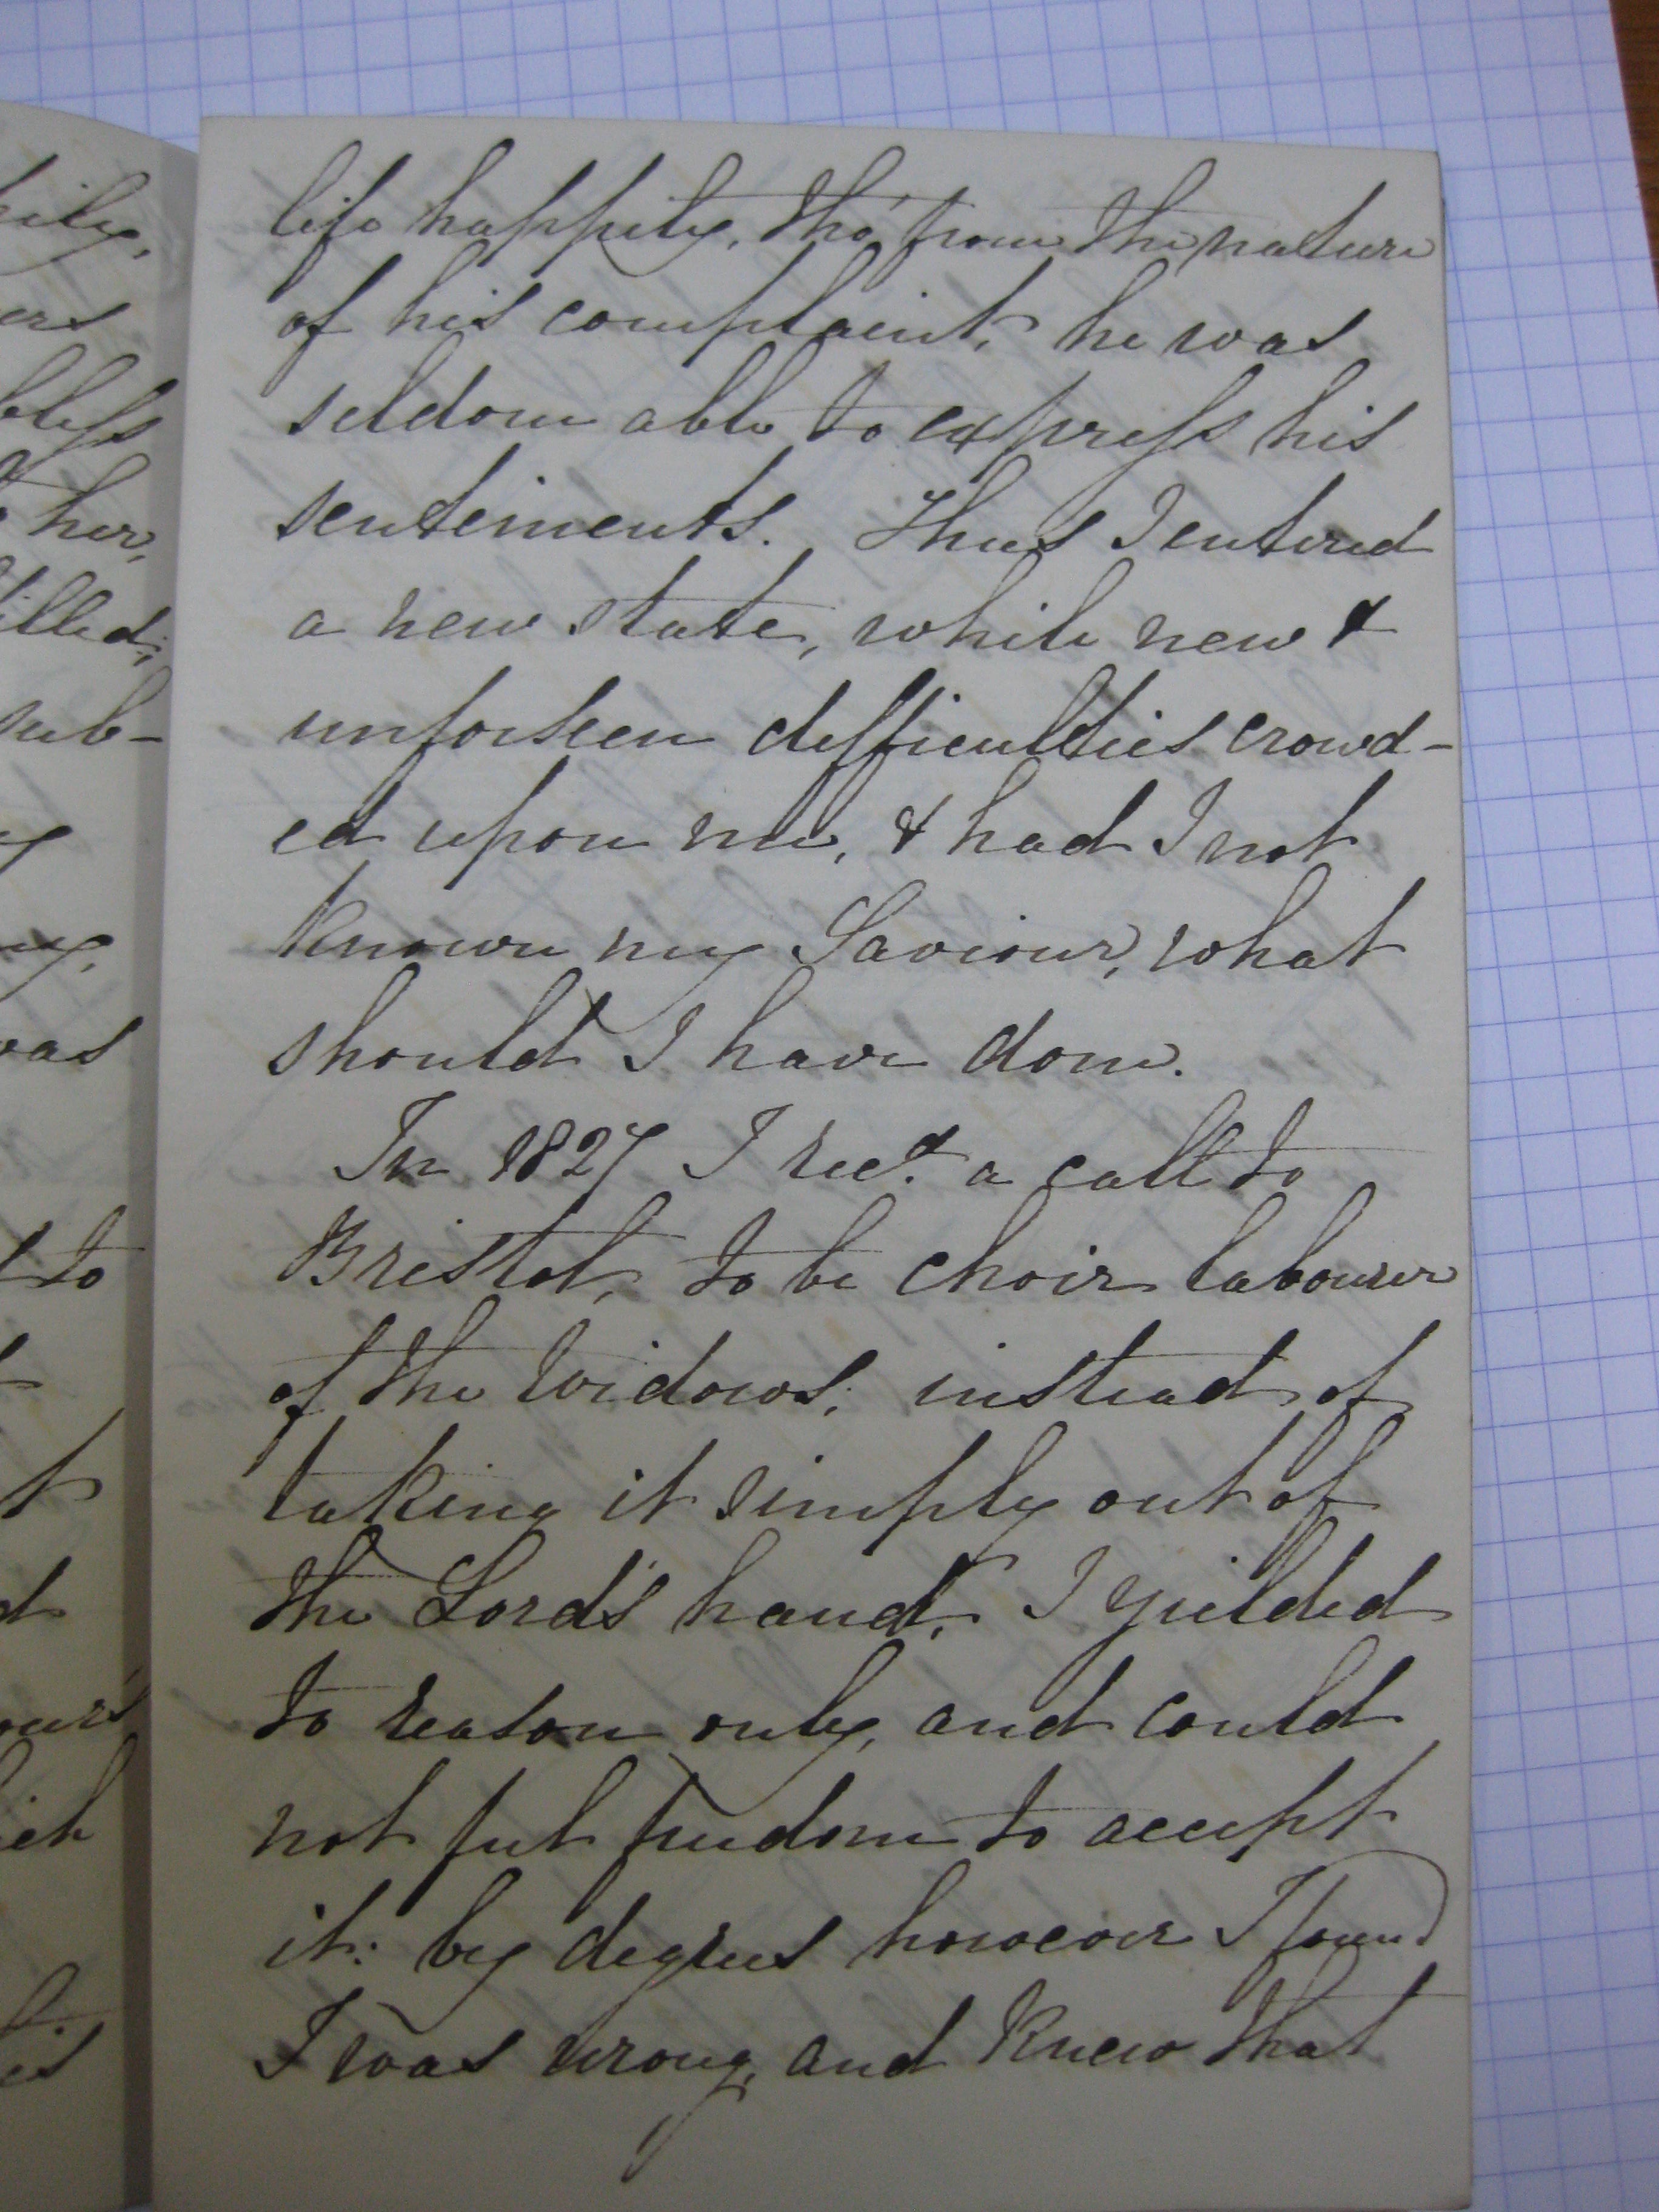 life happily, tho' from the nature
of his complaint, he was
seldom able to express his
sentiments. Thus I entered
a new state, while new &
unforseen difficulties crowd-
ed upon me, & had I not
known my Saviour, what
should I have done.
In 1827 I recd. a call to
Bristol, to be choir labourer
of the Widows; instead of
taking it simply out of
the Lord's hand, I yielded
to reason only, and could
not feel freedom to accept
it: by degrees however I found
I was wrong, and knew that